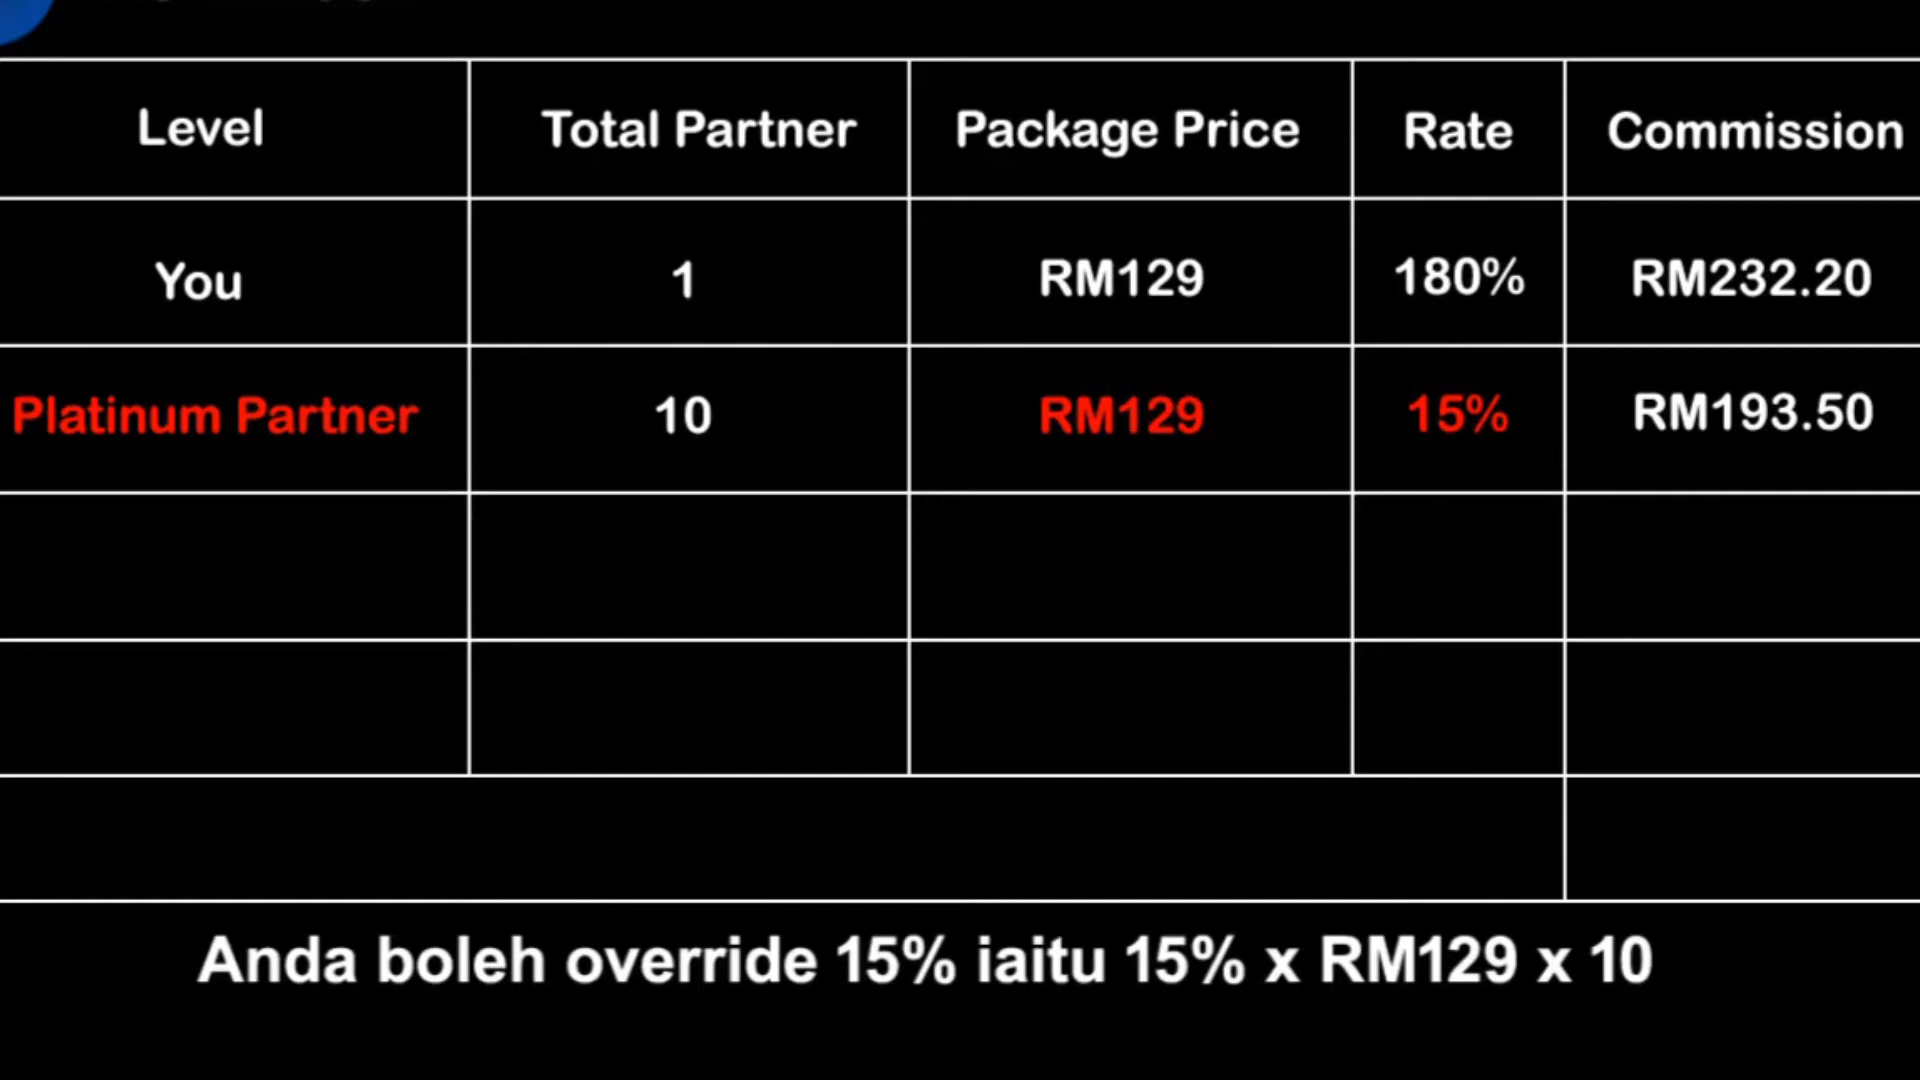 Level Total Partner Package Price Rate Commission
You 1 RM129 180% RM232.20
Platinum Partner 10 RM129 15% RM193.50
Anda boleh override 15% iaitu 15% x RM129 x 10